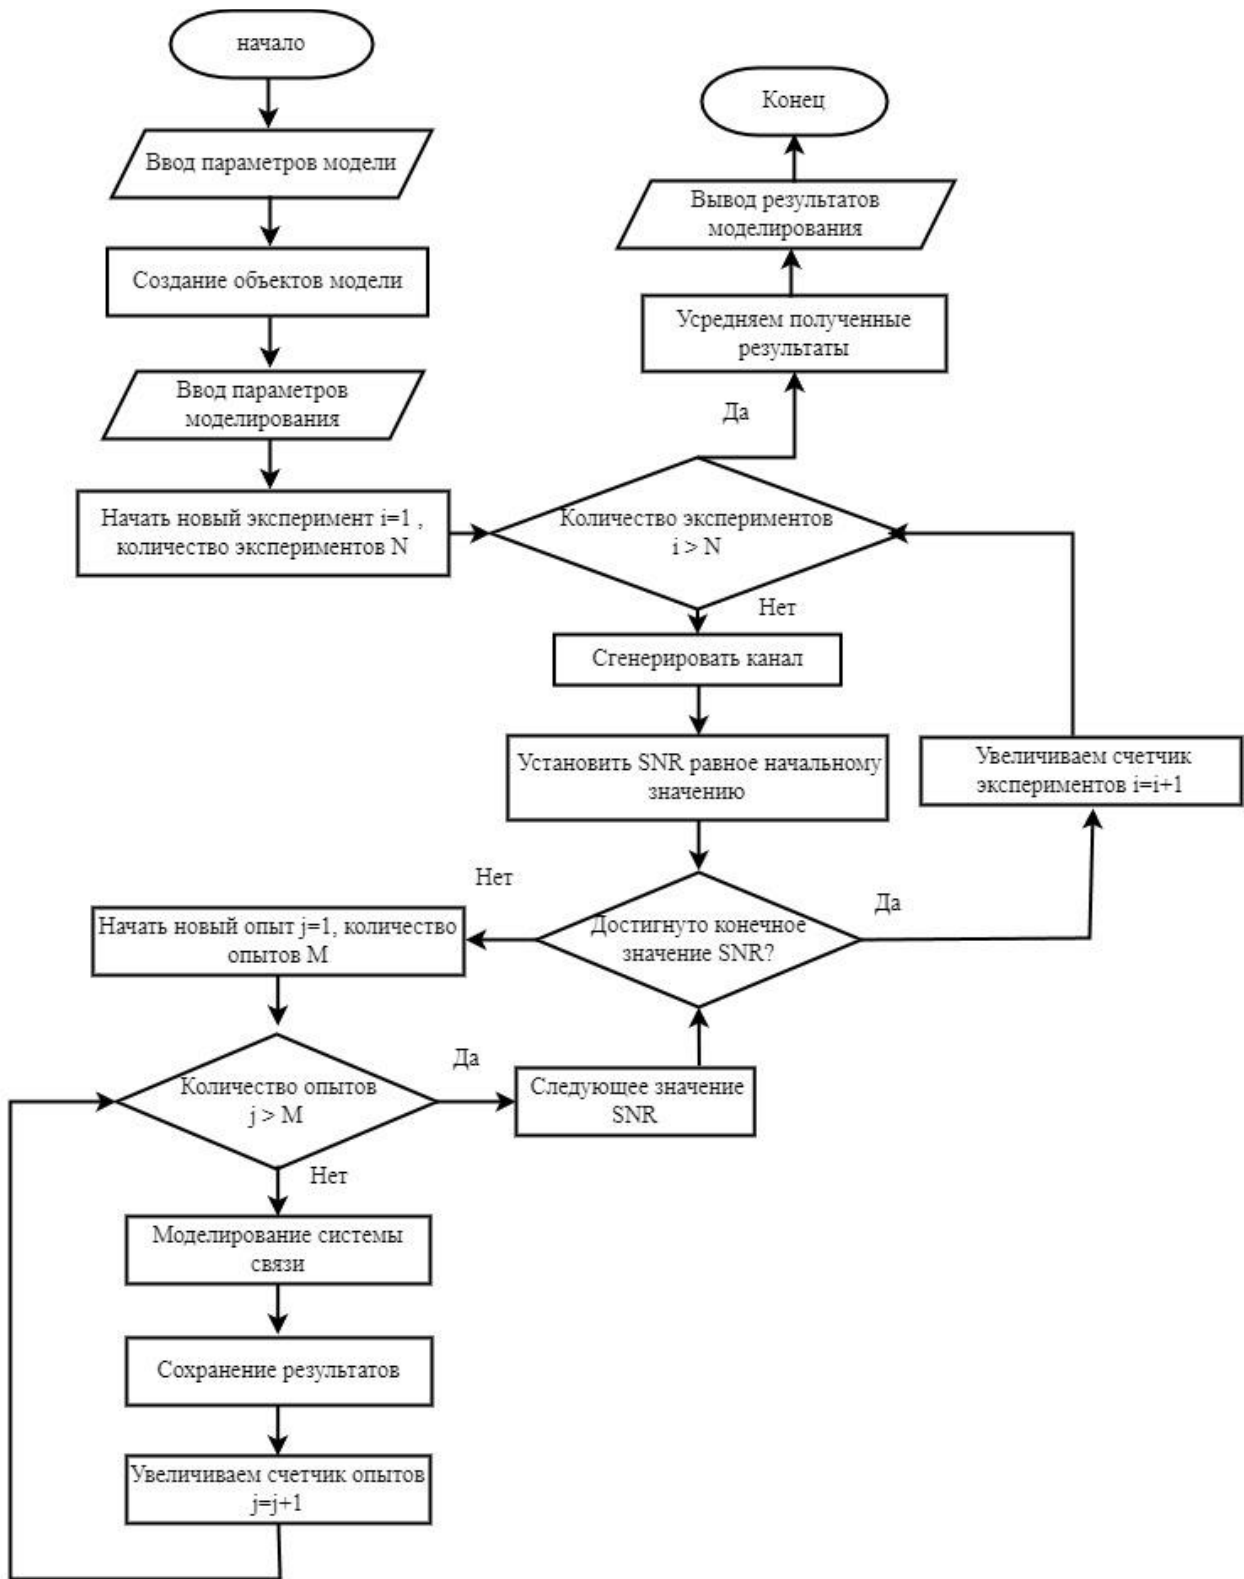 начало
Ввод параметров модели
Создание объектов модели
Ввод параметров
моделирования
Начать новый эксперимент i=1 ,
количество экспериментов N
Конец
Вывод результатов
моделирования
Усредняем полученные
результаты
Да
Количество экспериментов
i > N
Нет
Сгенерировать канал
Установить SNR равное начальному
значению
Увеличиваем счетчик
экспериментов i=i+1
Нет
Да
Достигнуто конечное
значение SNR?
Начать новый опыт j=1, количество
опытов M
Да
Количество опытов
j > M
Следующее значение
SNR
Нет
Моделирование системы
связи
Сохранение результатов
Увеличиваем счетчик опытов
j=j+1